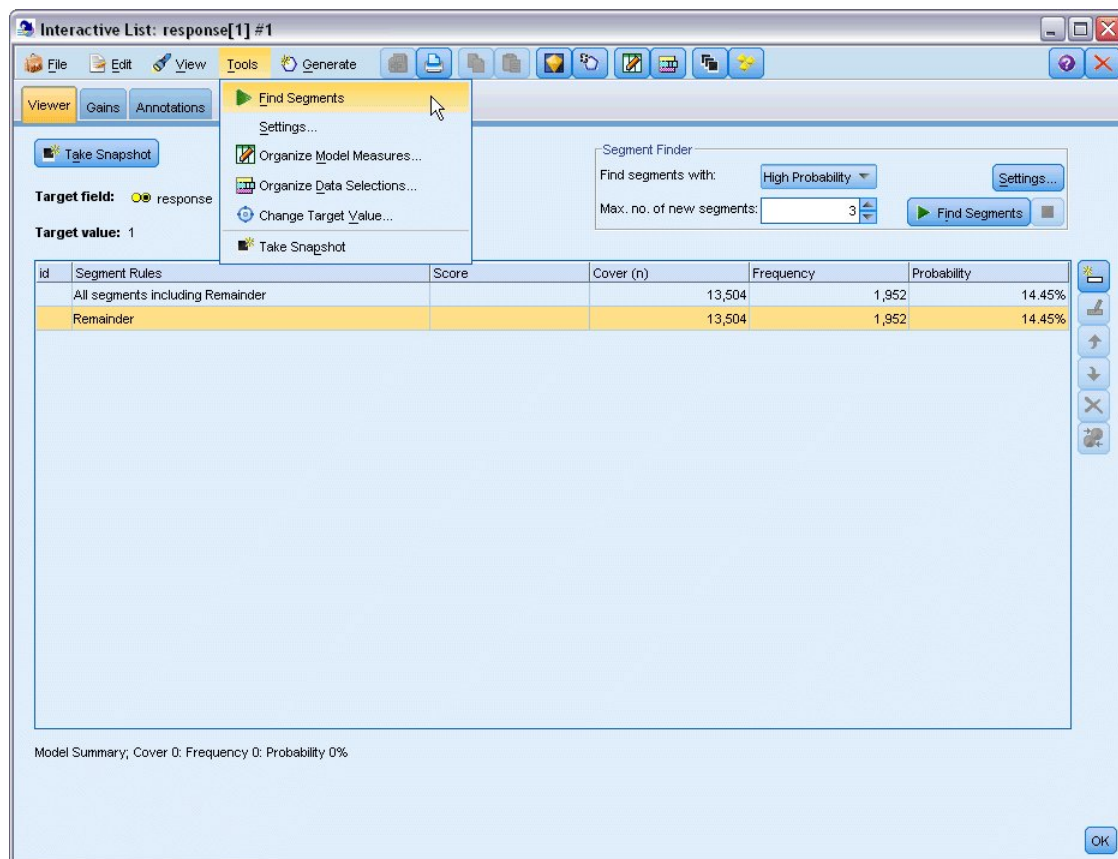 Interactive List: response[1] #1
File Edit View Tools Generate
Viewer Gains Annotations
Find Segments
Settings...
Organize Model Measures...
Organize Data Selections...
Change Target Value...
Take Snapshot
Take Snapshot
Target field: response
Target value: 1
Segment Finder
Find segments with: High Probability Settings...
Max. no. of new segments: 3 Find Segments
id Segment Rules Score Cover (n) Frequency Probability
All segments including Remainder 13,504 1,952 14.45%
Remainder 13,504 1,952 14.45%
Model Summary; Cover 0: Frequency 0: Probability 0%
OK